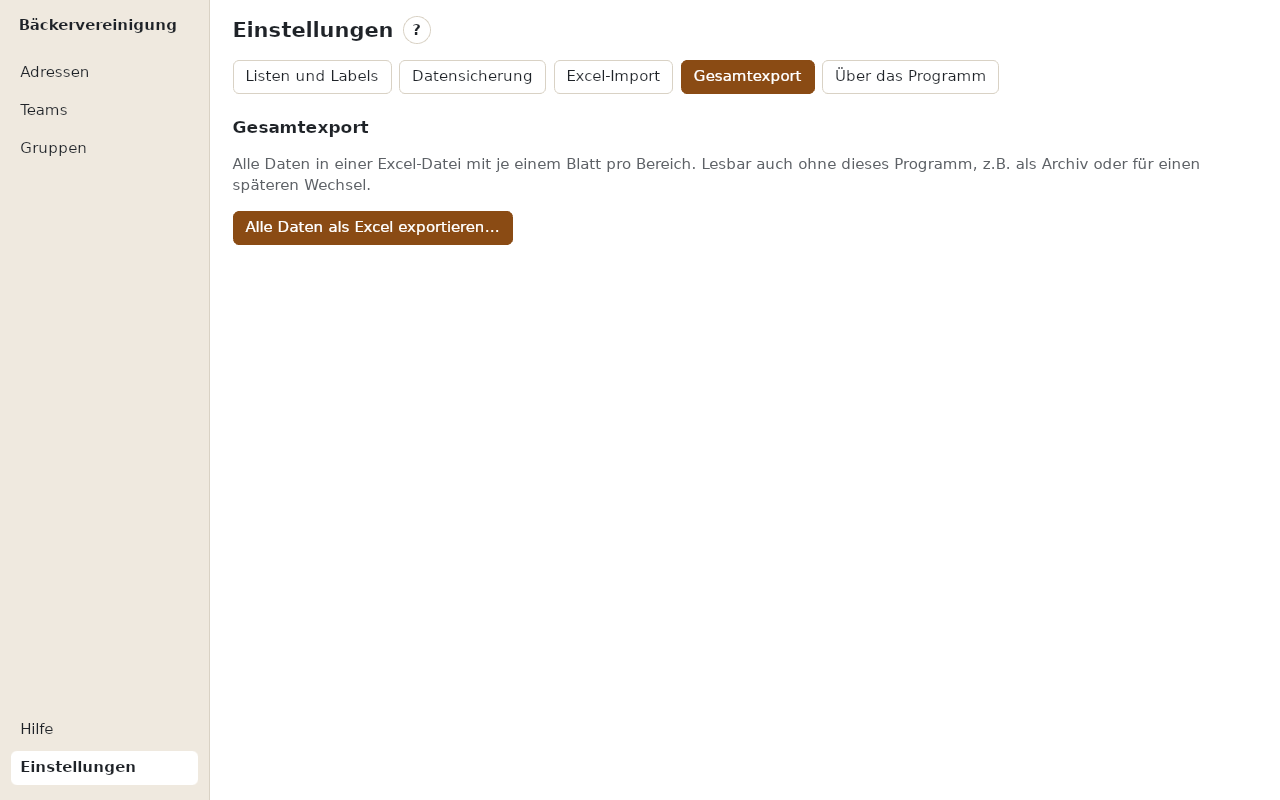 Bäckervereinigung
Adressen
Teams
Gruppen
Hilfe
Einstellungen
Einstellungen ?
Listen und Labels Datensicherung Excel-Import Gesamtexport Über das Programm
Gesamtexport
Alle Daten in einer Excel-Datei mit je einem Blatt pro Bereich. Lesbar auch ohne dieses Programm, z.B. als Archiv oder für einen
späteren Wechsel.
Alle Daten als Excel exportieren…